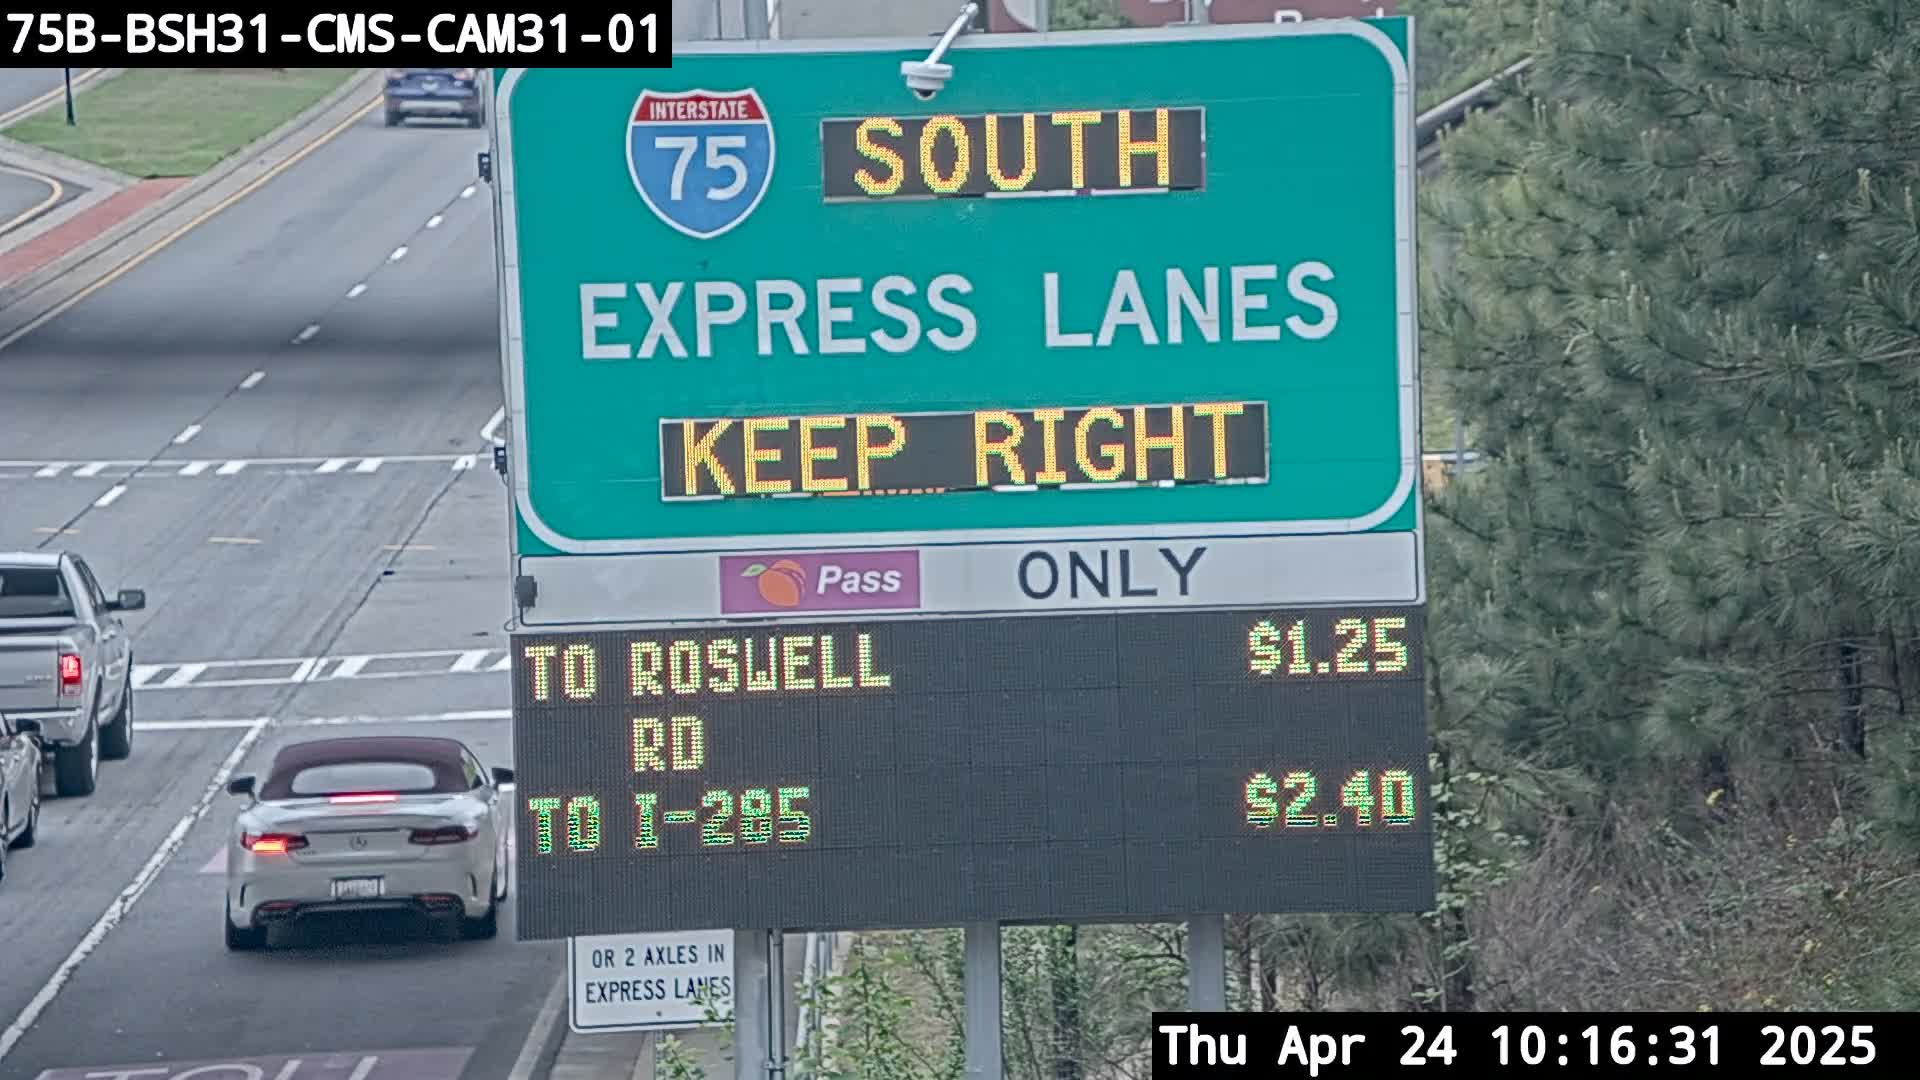 75B-BSH31-CMS-CAM31-01
INTERSTATE
75
SOUTH
EXPRESS LANES
KEEP RIGHT
Pass
ONLY
TO ROSWELL $1.25
RD
TO I-285 $2.40
OR 2 AXLES IN
EXPRESS LANES
Thu Apr 24 10:16:31 2025